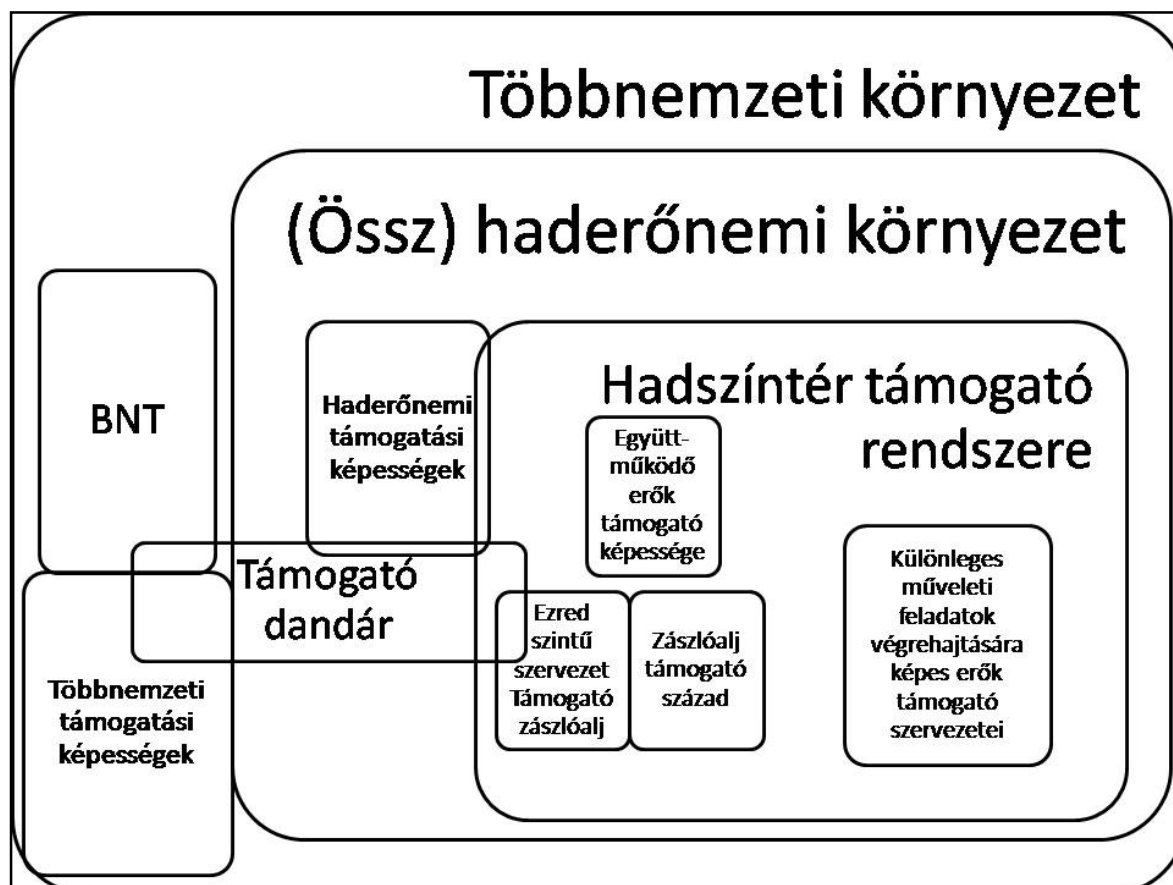 Többnemzeti környezet
(Össz) haderőnemi környezet
Hadszíntér támogató
rendszere
BNT
Haderőnemi
támogatási
képességek
Együtt-
működő
erők
támogató
képessége
Támogató
dandár
Ezred
szintű
szervezet
Támogató
zászlóalj
Zászlóalj
támogató
század
Különleges
műveleti
feladatok
végrehajtására
képes erők
támogató
szervezetei
Többnemzeti
támogatási
képességek